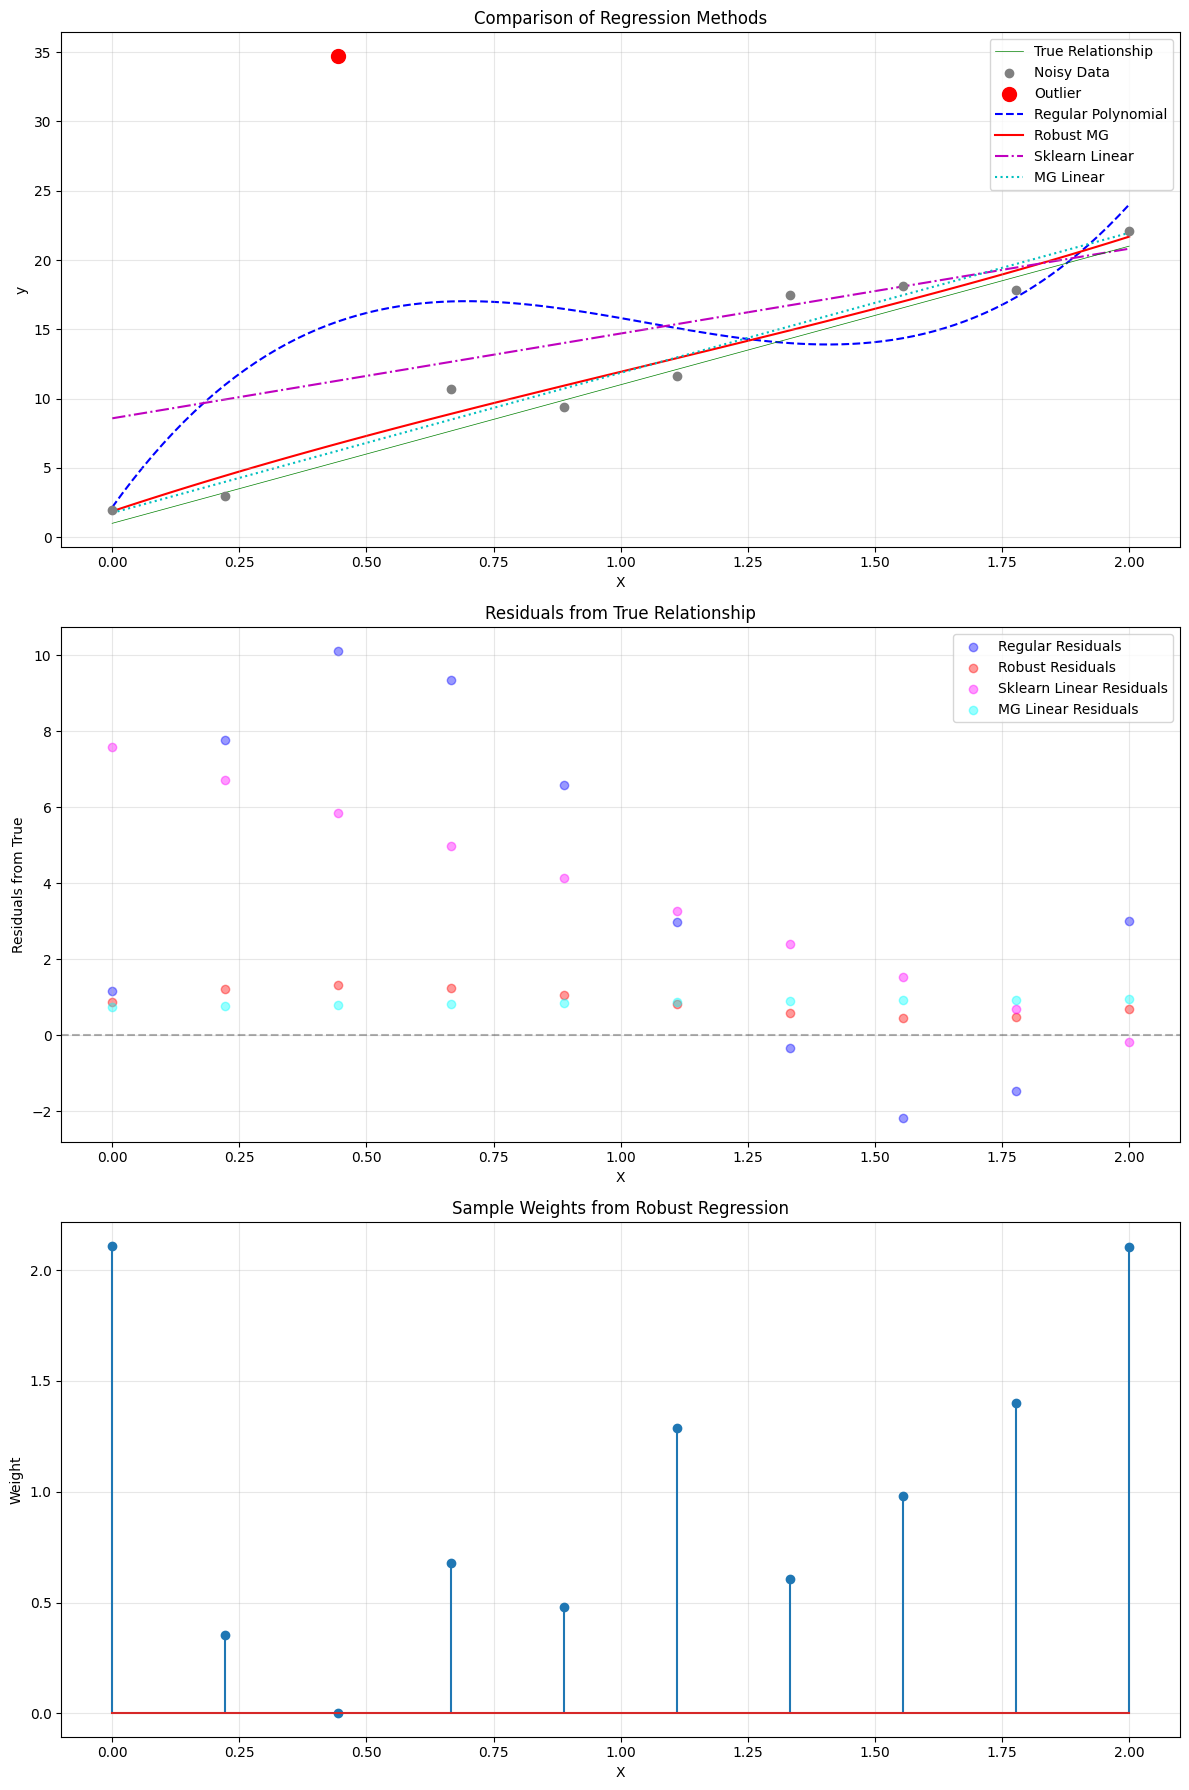 Comparison of Regression Methods
35
30
25
20
15
10
5
0
y
True Relationship
Noisy Data
Outlier
Regular Polynomial
Robust MG
Sklearn Linear
MG Linear
0.00 0.25 0.50 0.75 1.00 1.25 1.50 1.75 2.00
X
Residuals from True Relationship
10
8
6
4
2
0
−2
Residuals from True
Regular Residuals
Robust Residuals
Sklearn Linear Residuals
MG Linear Residuals
0.00 0.25 0.50 0.75 1.00 1.25 1.50 1.75 2.00
X
Sample Weights from Robust Regression
2.0
1.5
1.0
0.5
0.0
Weight
0.00 0.25 0.50 0.75 1.00 1.25 1.50 1.75 2.00
X